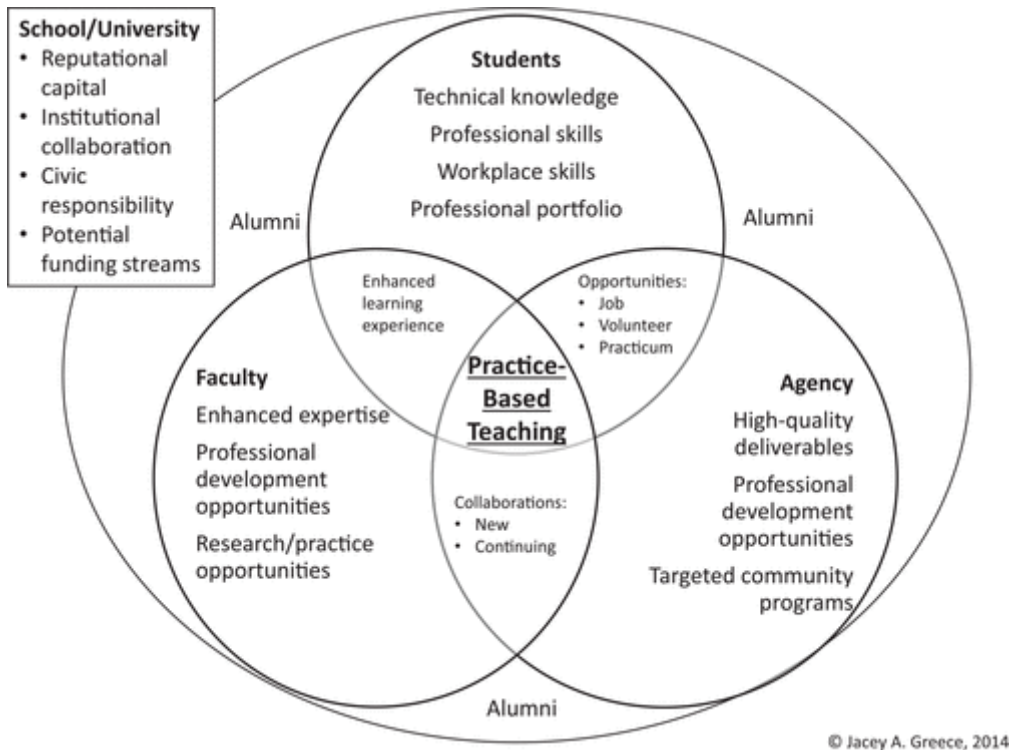 School/University
• Reputational
capital
• Institutional
collaboration
• Civic
responsibility
• Potential
funding streams
Students
Technical knowledge
Professional skills
Workplace skills
Professional portfolio
Alumni
Alumni
Enhanced
learning
experience
Opportunities:
• Job
• Volunteer
• Practicum
Practice-
Based
Teaching
Faculty
Enhanced expertise
Professional
development
opportunities
Research/practice
opportunities
Agency
High-quality
deliverables
Professional
development
opportunities
Targeted community
programs
Collaborations:
• New
• Continuing
Alumni
© Jacey A. Greece, 2014